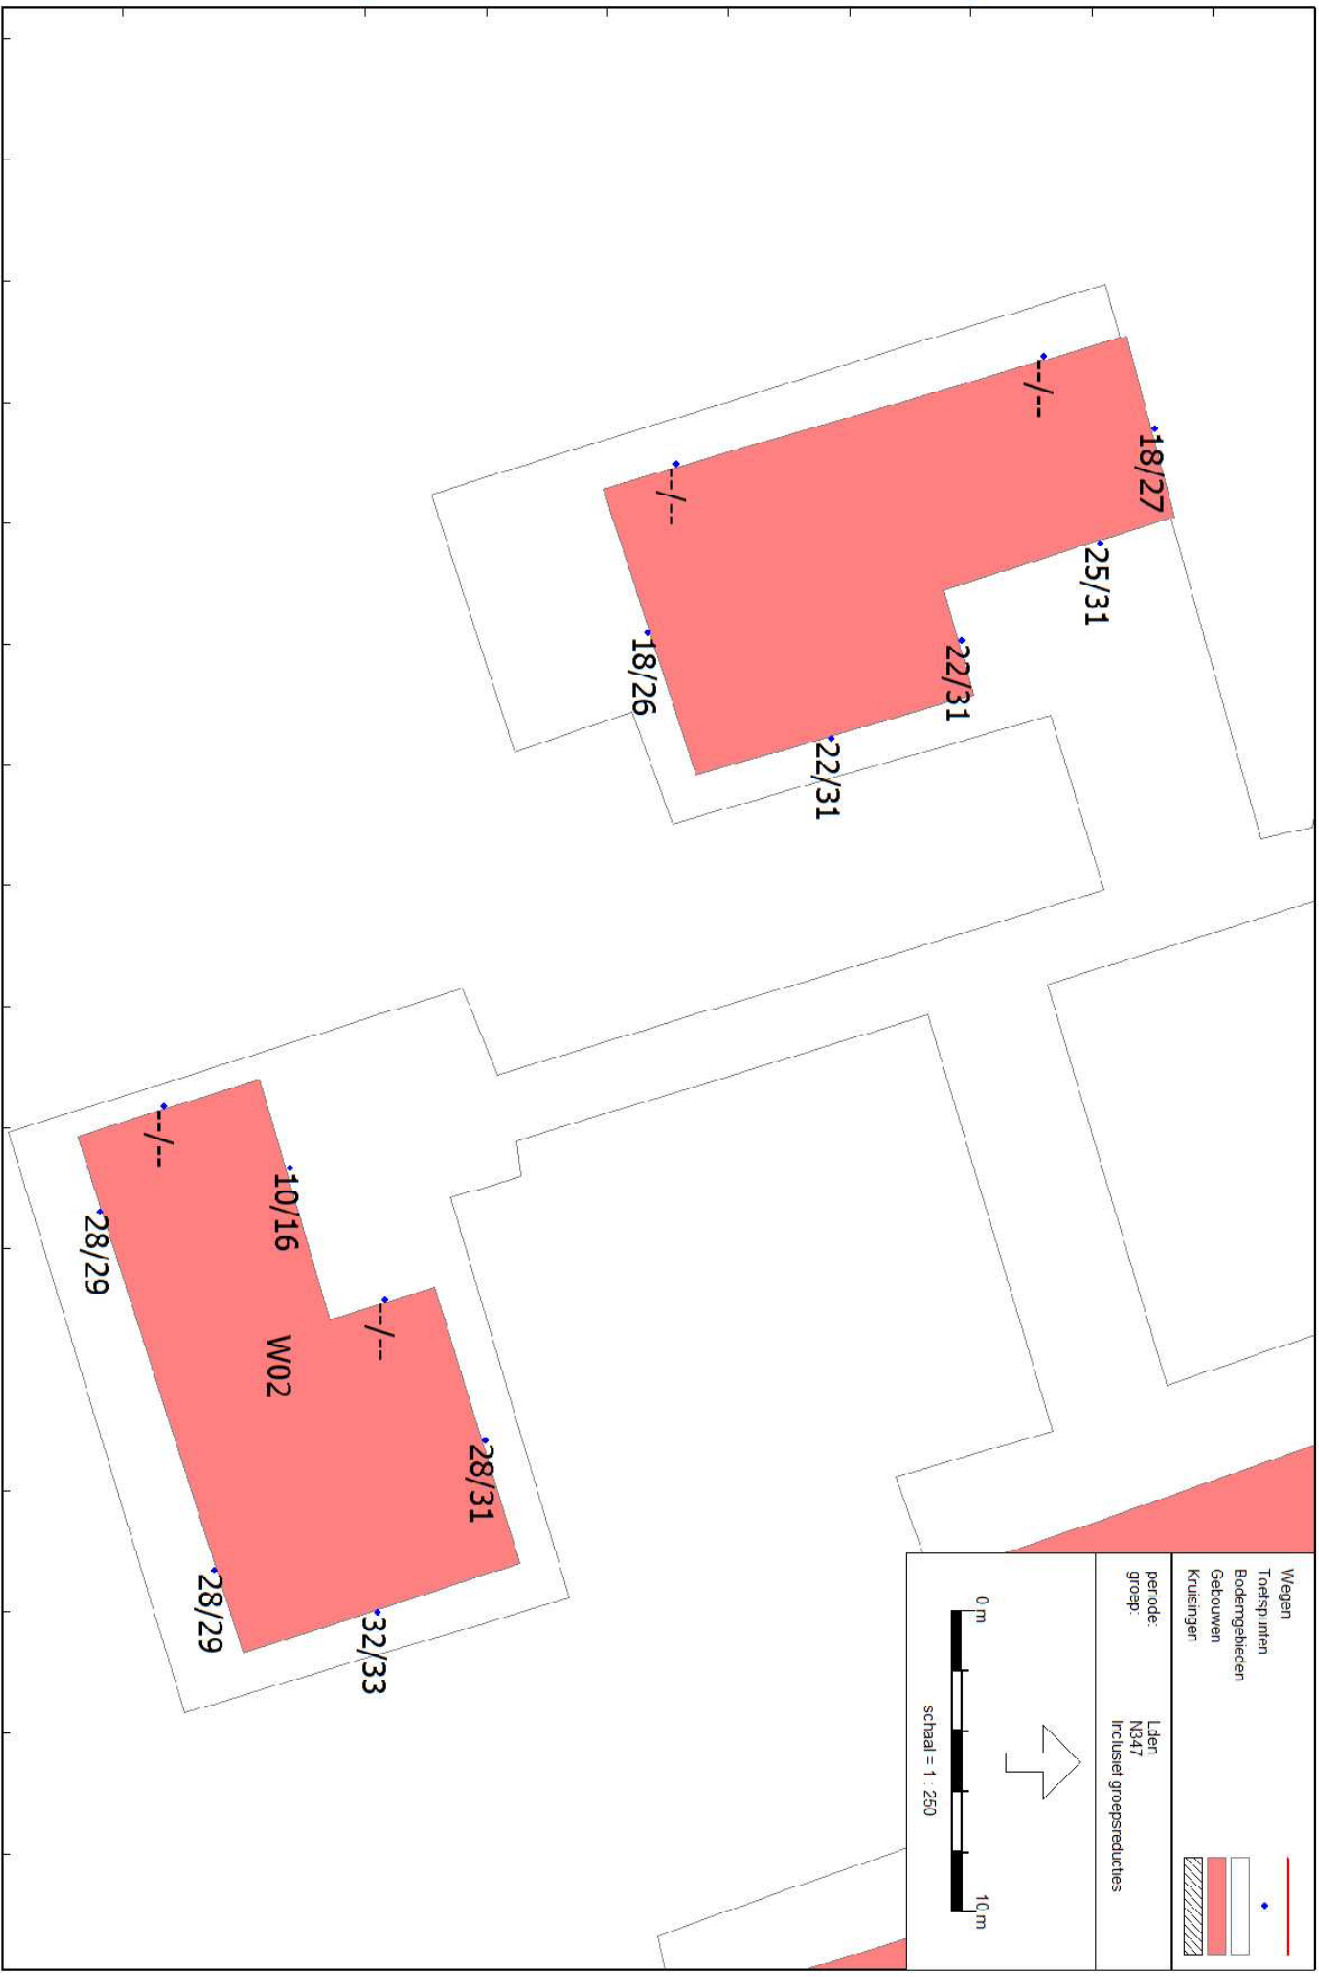 18/27
--/--
25/31
--/--
22/31
18/26
22/31
--/--
10/16
28/29
--/--
W02
28/31
28/29
32/33
Wegen
Toetspunten
Bodemgebieden
Gebouwen
Kruisingen
periode: Lden
groep: N347
Inclusief groepsreducties
0 m 10 m
schaal = 1 : 250